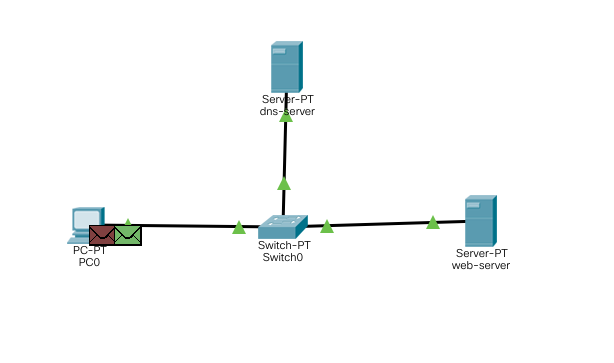 Server-PT
dns-server
PC-PT
PC0
Switch-PT
Switch0
Server-PT
web-server